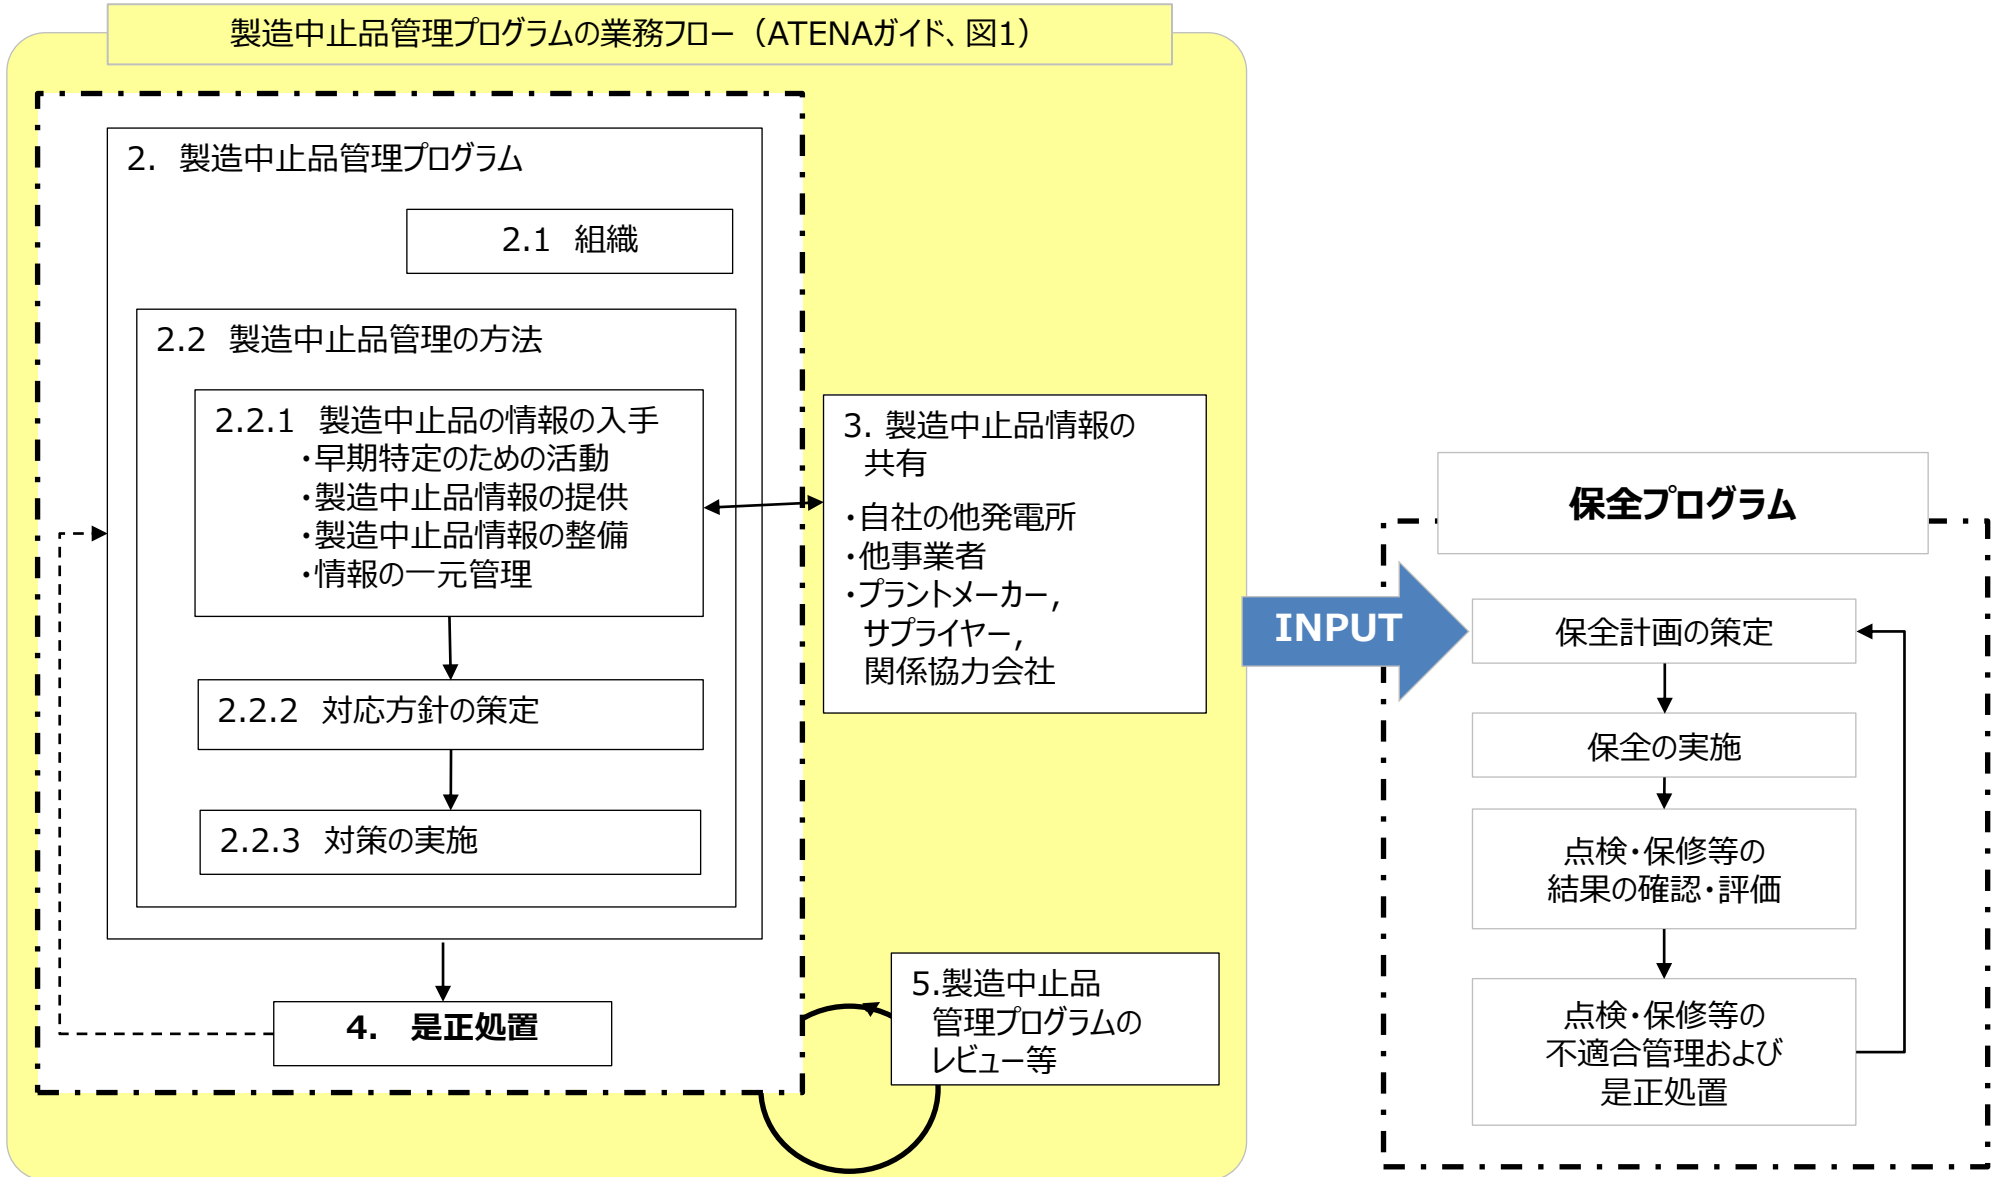 製造中止品管理プログラムの業務フロー（ATENAガイド、図1）
2. 製造中止品管理プログラム
2.1 組織
2.2 製造中止品管理の方法
2.2.1 製造中止品の情報の入手
・早期特定のための活動
・製造中止品情報の提供
・製造中止品情報の整備
・情報の一元管理
2.2.2 対応方針の策定
2.2.3 対策の実施
4. 是正処置
3. 製造中止品情報の
共有
・自社の他発電所
・他事業者
・プラントメーカー,
サプライヤー,
関係協力会社
5.製造中止品
管理プログラムの
レビュー等
INPUT
保全プログラム
保全計画の策定
保全の実施
点検・保修等の
結果の確認・評価
点検・保修等の
不適合管理および
是正処置